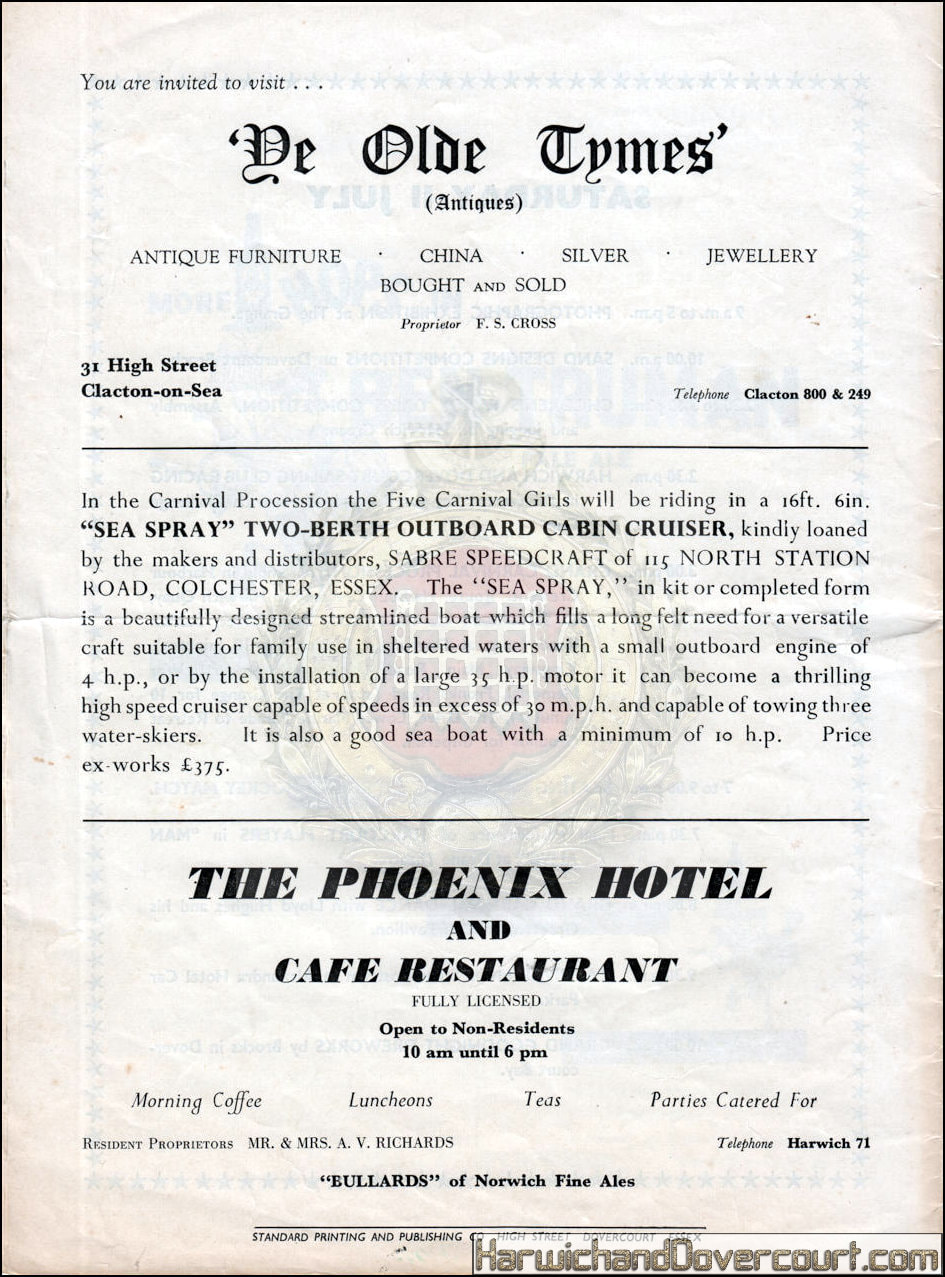 You are invited to visit . . .
'Ye Olde Tymes'
(Antiques)
ANTIQUE FURNITURE · CHINA · SILVER · JEWELLERY
BOUGHT AND SOLD
Proprietor F. S. CROSS
31 High Street
Clacton-on-Sea
Telephone Clacton 800 & 249
In the Carnival Procession the Five Carnival Girls will be riding in a 16ft. 6in.
"SEA SPRAY" TWO-BERTH OUTBOARD CABIN CRUISER, kindly loaned
by the makers and distributors, SABRE SPEEDCRAFT of 115 NORTH STATION
ROAD, COLCHESTER, ESSEX. The "SEA SPRAY," in kit or completed form
is a beautifully designed streamlined boat which fills a long felt need for a versatile
craft suitable for family use in sheltered waters with a small outboard engine of
4 h.p., or by the installation of a large 35 h.p. motor it can become a thrilling
high speed cruiser capable of speeds in excess of 30 m.p.h. and capable of towing three
water-skiers. It is also a good sea boat with a minimum of 10 h.p. Price
ex-works £375.
THE PHOENIX HOTEL
AND
CAFE RESTAURANT
FULLY LICENSED
Open to Non-Residents
10 am until 6 pm
Morning Coffee Luncheons Teas Parties Catered For
RESIDENT PROPRIETORS MR. & MRS. A. V. RICHARDS
Telephone Harwich 71
"BULLARDS" of Norwich Fine Ales
STANDARD PRINTING AND PUBLISHING CO HIGH STREET DOVERCOURT ESSEX
HarwichandDovercourt.com